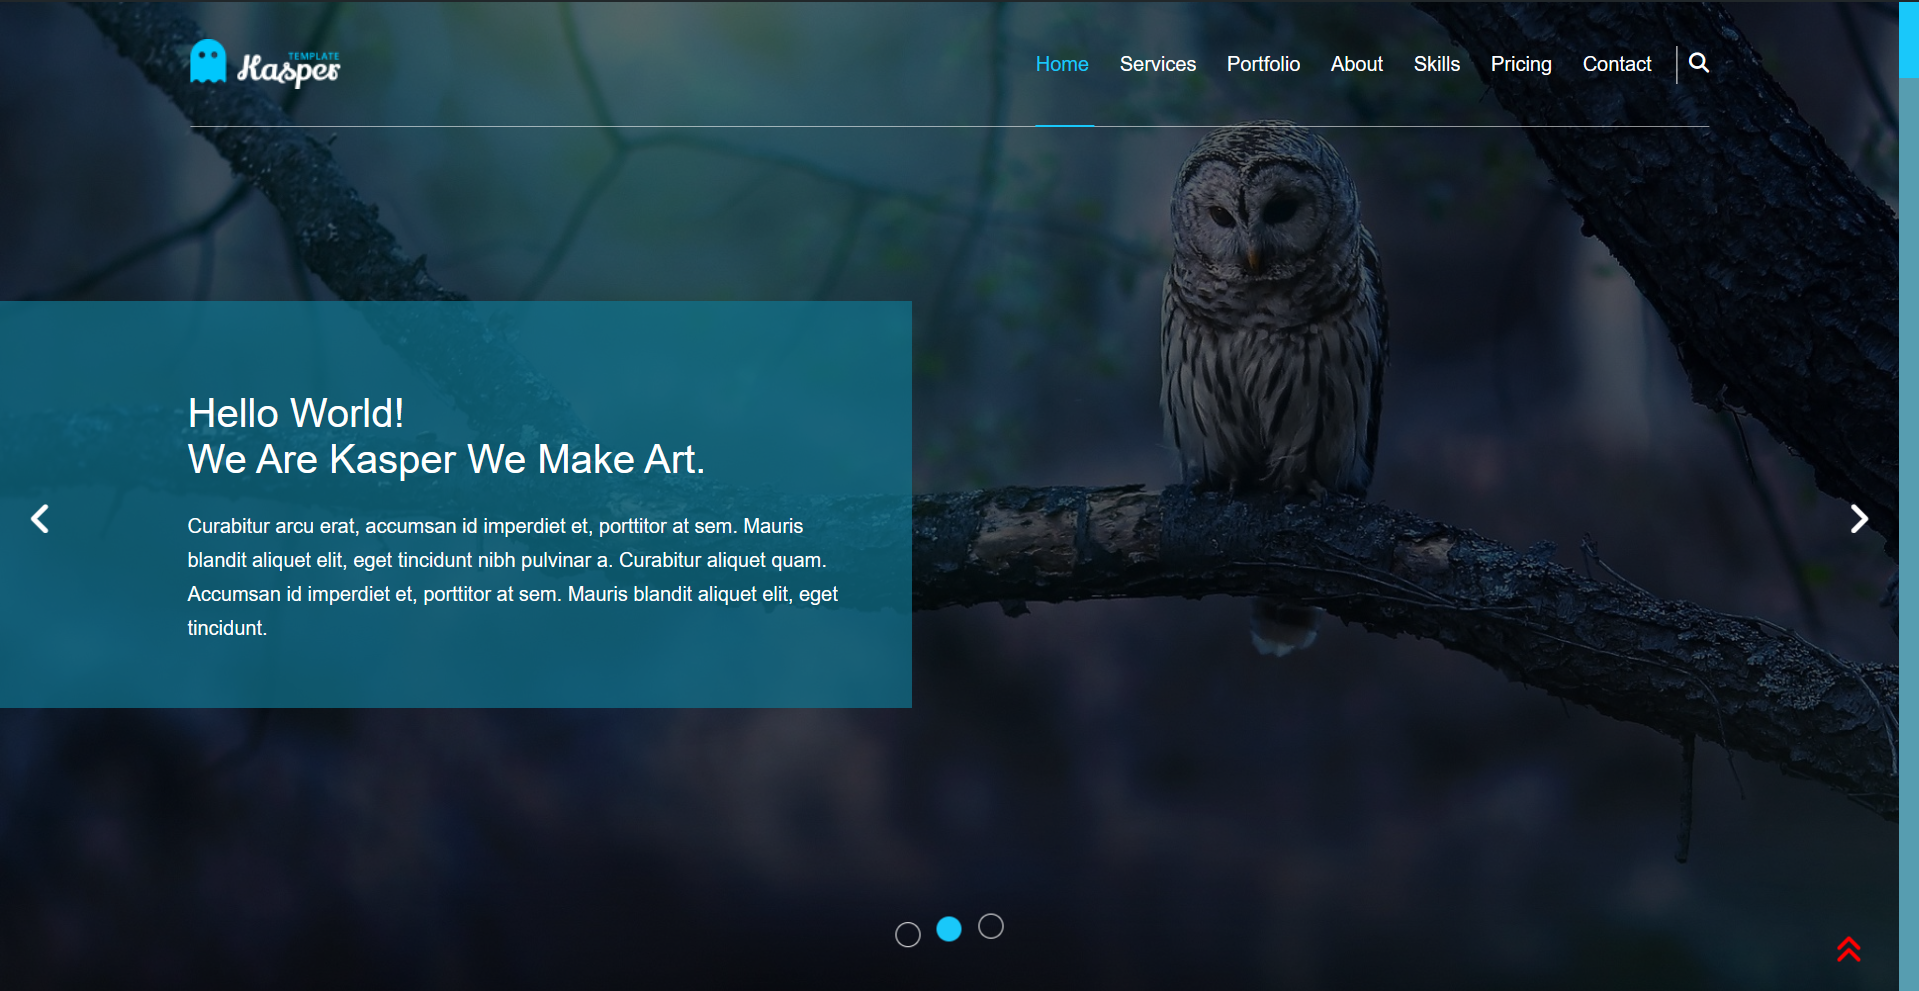 TEMPLATE
Kasper
Home Services Portfolio About Skills Pricing Contact
Hello World!
We Are Kasper We Make Art.
Curabitur arcu erat, accumsan id imperdiet et, porttitor at sem. Mauris
blandit aliquet elit, eget tincidunt nibh pulvinar a. Curabitur aliquet quam.
Accumsan id imperdiet et, porttitor at sem. Mauris blandit aliquet elit, eget
tincidunt.